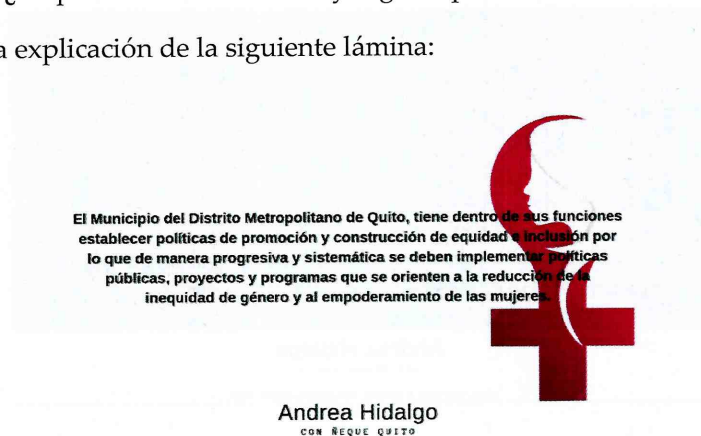 a explicación de la siguiente lámina:
El Municipio del Distrito Metropolitano de Quito, tiene dentro de sus funciones
establecer políticas de promoción y construcción de equidad e inclusión por
lo que de manera progresiva y sistemática se deben implementar políticas
públicas, proyectos y programas que se orienten a la reducción de la
inequidad de género y al empoderamiento de las mujeres.
Andrea Hidalgo
CON ÑEQUE QUITO